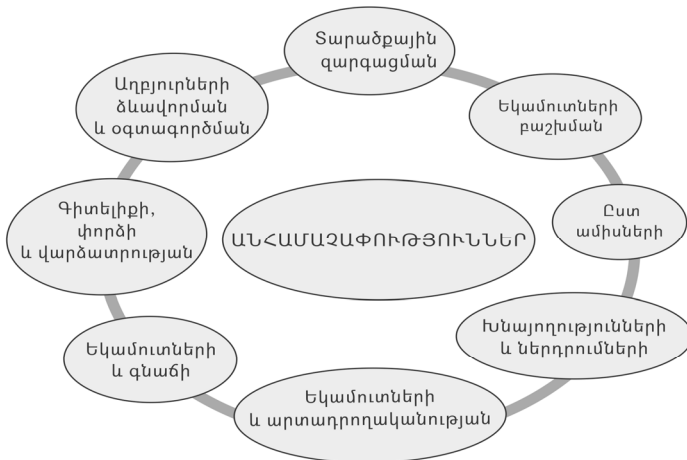 Տարածքային
զարգացման
Եկամուտների
բաշխման
Ըստ
ամիսների
Խնայողությունների
և ներդրումների
Եկամուտների
և արտադրողականության
Եկամուտների
և գնաճի
Գիտելիքի,
փորձի
և վարձատրության
Աղբյուրների
ձևավորման
և օգտագործման
ԱՆՀԱՄԱՉԱՓՈՒԹՅՈՒՆՆԵՐ